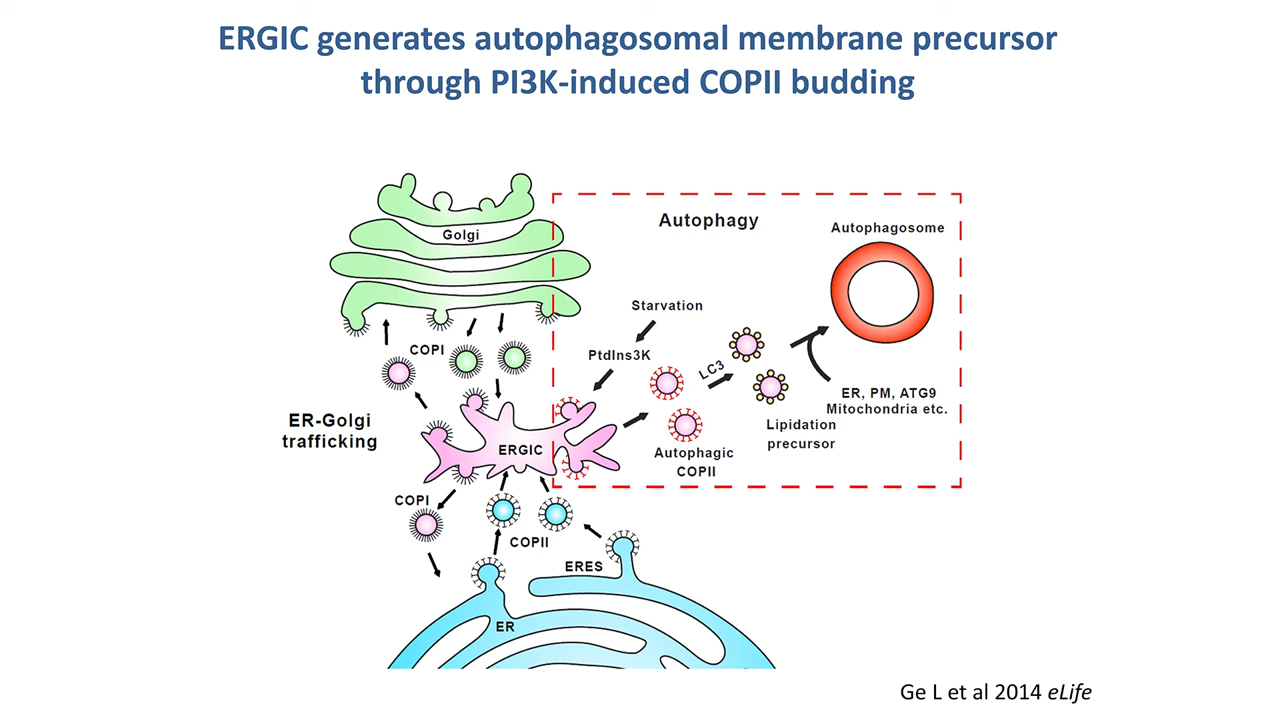 ERGIC generates autophagosomal membrane precursor
through PI3K-induced COPII budding
Golgi
Autophagy
Autophagosome
Starvation
PtdIns3K
COPI
LC3
ER, PM, ATG9
Mitochondria etc.
Lipidation
precursor
ER-Golgi
trafficking
ERGIC
Autophagic
COPII
COPI
COPII
ERES
ER
Ge L et al 2014 eLife